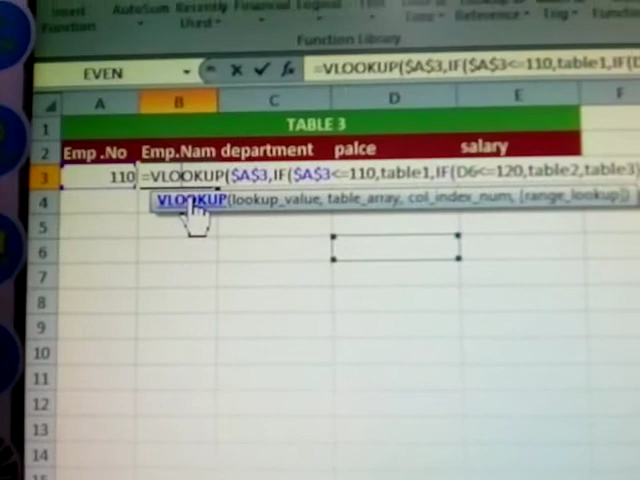 Insert AutoSum Recently Financial Logical
Function Used
Function Library
EVEN =VLOOKUP($A$3,IF($A$3<=110,table1,IF(D
A B C D E F
1 TABLE 3
2 Emp .No Emp.Nam department palce salary
3 110 =VLOOKUP($A$3,IF($A$3<=110,table1,IF(D6<=120,table2,table3)
4 VLOOKUP(lookup_value, table_array, col_index_num, [range_lookup])
5
6
7
8
9
10
11
12
13
14